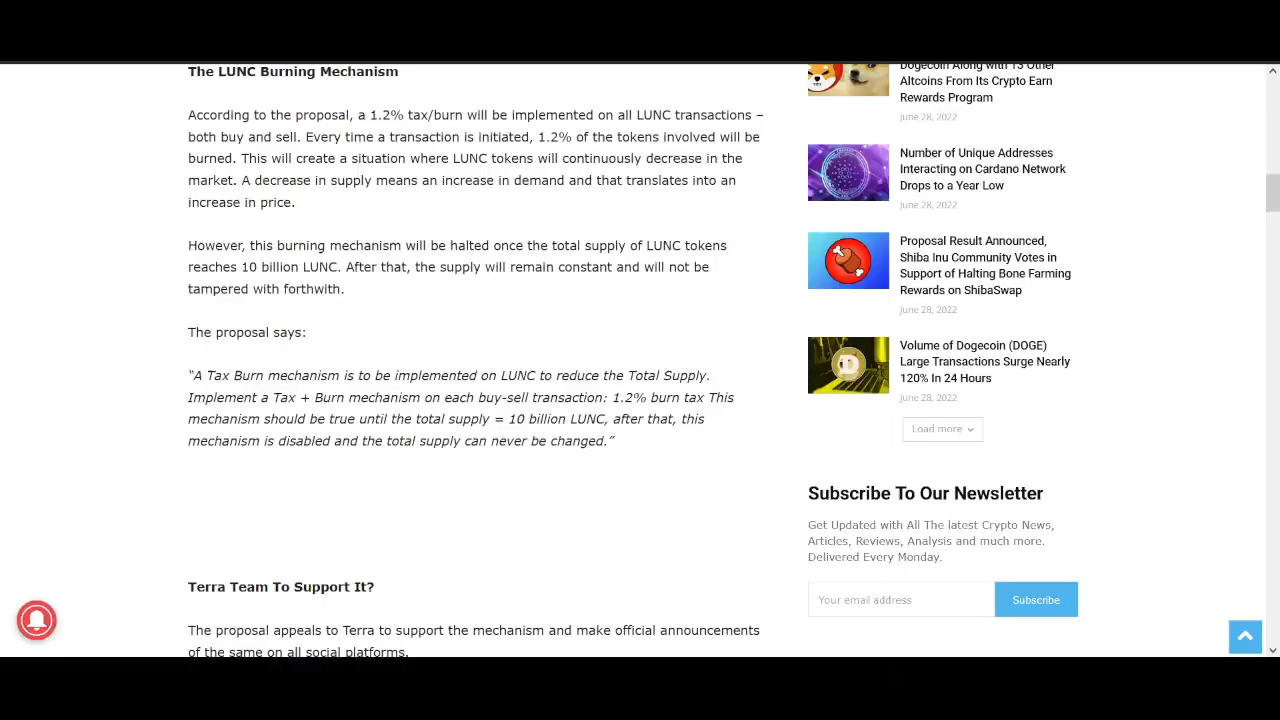 The LUNC Burning Mechanism
According to the proposal, a 1.2% tax/burn will be implemented on all LUNC transactions –
both buy and sell. Every time a transaction is initiated, 1.2% of the tokens involved will be
burned. This will create a situation where LUNC tokens will continuously decrease in the
market. A decrease in supply means an increase in demand and that translates into an
increase in price.
However, this burning mechanism will be halted once the total supply of LUNC tokens
reaches 10 billion LUNC. After that, the supply will remain constant and will not be
tampered with forthwith.
The proposal says:
“A Tax Burn mechanism is to be implemented on LUNC to reduce the Total Supply.
Implement a Tax + Burn mechanism on each buy-sell transaction: 1.2% burn tax This
mechanism should be true until the total supply = 10 billion LUNC, after that, this
mechanism is disabled and the total supply can never be changed.”
Terra Team To Support It?
The proposal appeals to Terra to support the mechanism and make official announcements
of the same on all social platforms.
Dogecoin Along with 13 Other
Altcoins From Its Crypto Earn
Rewards Program
June 28, 2022
Number of Unique Addresses
Interacting on Cardano Network
Drops to a Year Low
June 28, 2022
Proposal Result Announced,
Shiba Inu Community Votes in
Support of Halting Bone Farming
Rewards on ShibaSwap
June 28, 2022
Volume of Dogecoin (DOGE)
Large Transactions Surge Nearly
120% In 24 Hours
June 28, 2022
Load more
Subscribe To Our Newsletter
Get Updated with All The latest Crypto News,
Articles, Reviews, Analysis and much more.
Delivered Every Monday.
Your email address
Subscribe